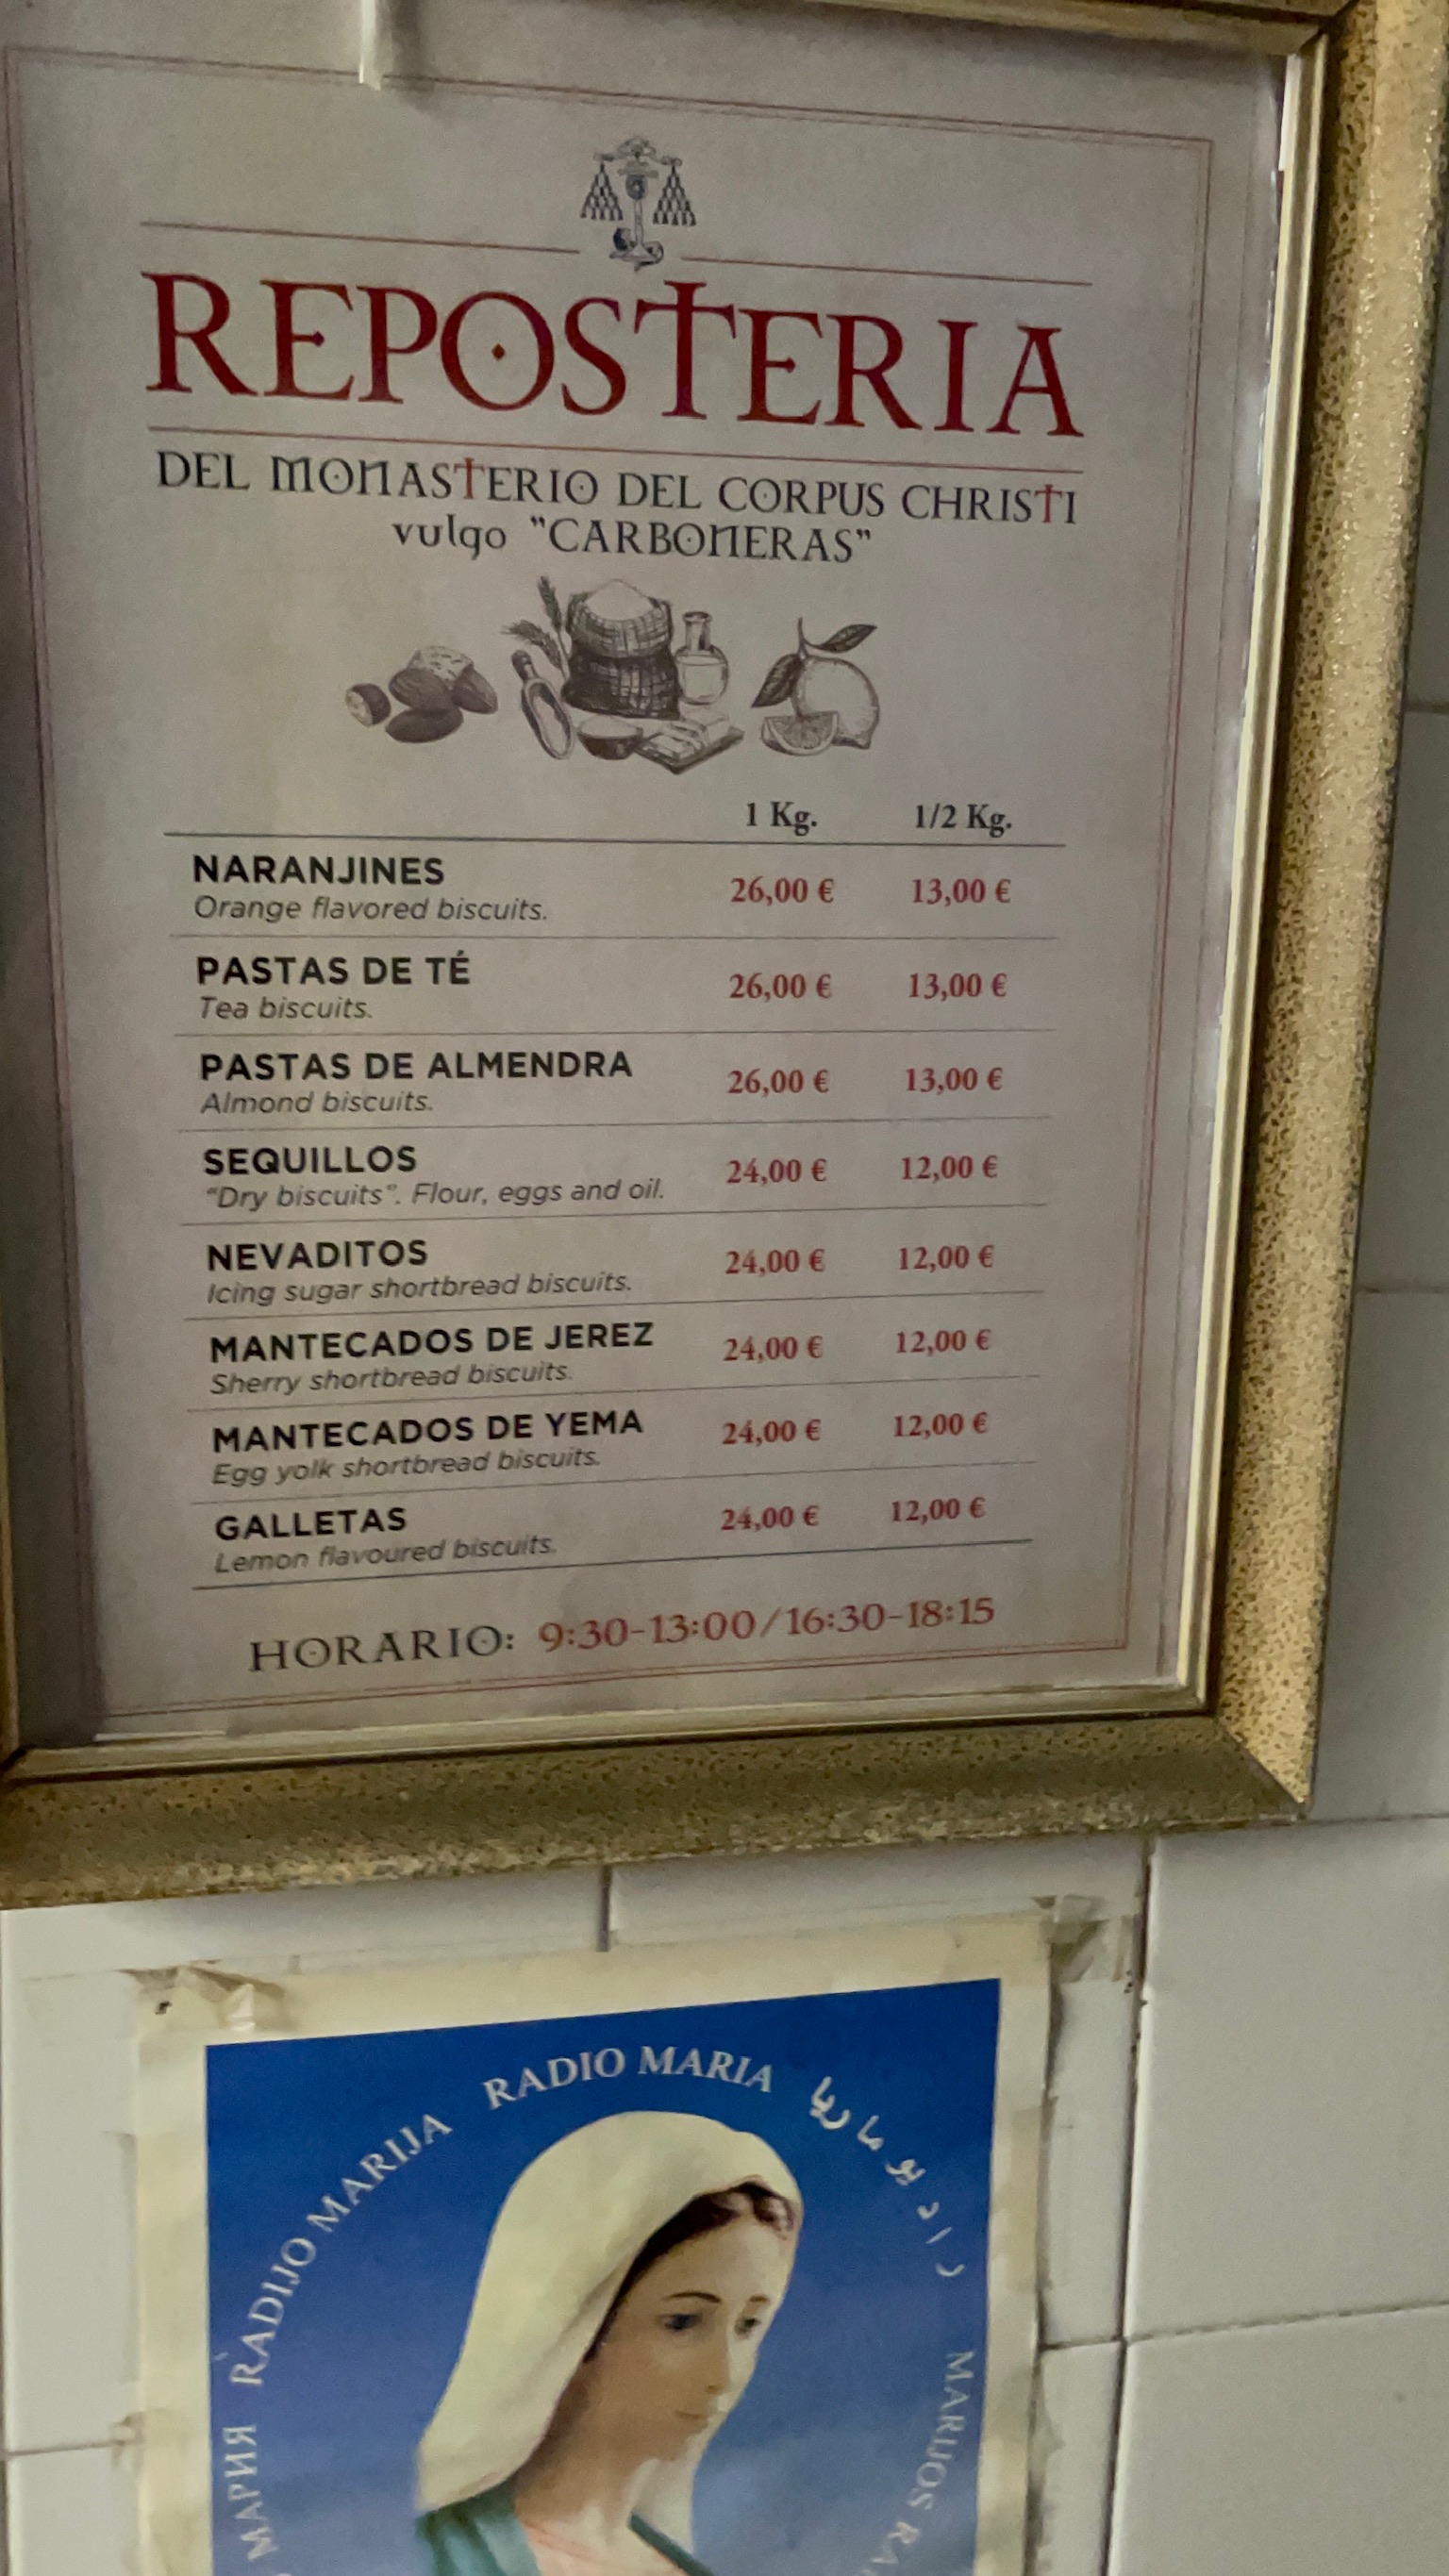 REPOSTERIA
DEL MONASTERIO DEL CORPUS CHRISTI
vulgo "CARBONERAS"
1 Kg. 1/2 Kg.
NARANJINES 26,00 € 13,00 €
Orange flavored biscuits.
PASTAS DE TÉ 26,00 € 13,00 €
Tea biscuits.
PASTAS DE ALMENDRA 26,00 € 13,00 €
Almond biscuits.
SEQUILLOS 24,00 € 12,00 €
"Dry biscuits". Flour, eggs and oil.
NEVADITOS 24,00 € 12,00 €
Icing sugar shortbread biscuits.
MANTECADOS DE JEREZ 24,00 € 12,00 €
Sherry shortbread biscuits.
MANTECADOS DE YEMA 24,00 € 12,00 €
Egg yolk shortbread biscuits.
GALLETAS 24,00 € 12,00 €
Lemon flavoured biscuits.
HORARIO: 9:30-13:00/16:30-18:15
МАРИЯ
RADIJO MARIJA
RADIO MARIA
راديو ماريا
MARIJOS